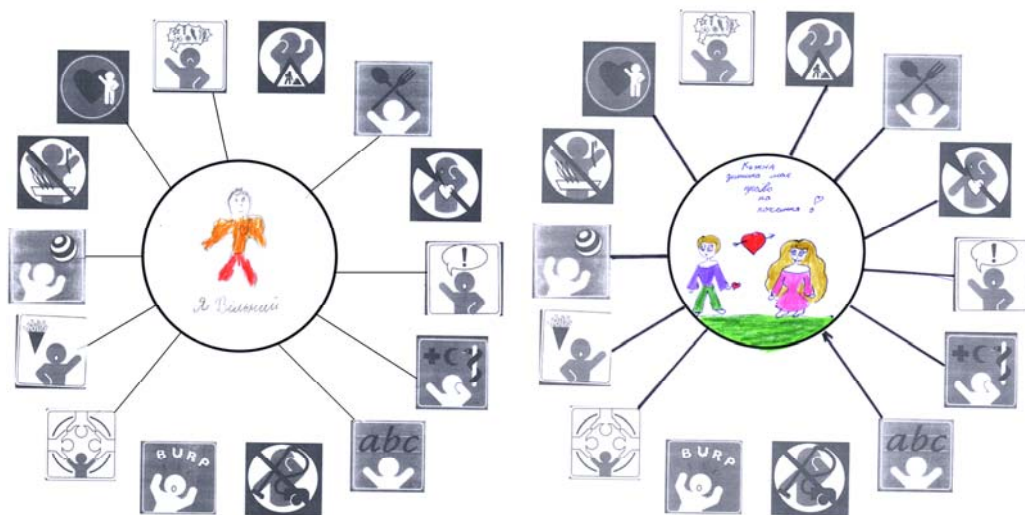 !
Я Вільний
abc
BURP
Кожна
дитина має
право
на
кохання
!
abc
BURP